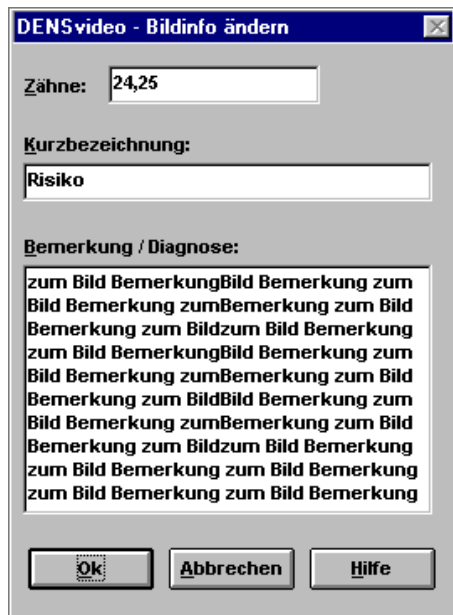 DENSvideo - Bildinfo ändern
Zähne: 24,25
Kurzbezeichnung:
Risiko
Bemerkung / Diagnose:
zum Bild BemerkungBild Bemerkung zum
Bild Bemerkung zumBemerkung zum Bild
Bemerkung zum Bildzum Bild Bemerkung
zum Bild BemerkungBild Bemerkung zum
Bild Bemerkung zumBemerkung zum Bild
Bemerkung zum BildBild Bemerkung zum
Bild Bemerkung zumBemerkung zum Bild
Bemerkung zum Bildzum Bild Bemerkung
zum Bild Bemerkung zum Bild Bemerkung
zum Bild Bemerkung zum Bild Bemerkung
Ok Abbrechen Hilfe